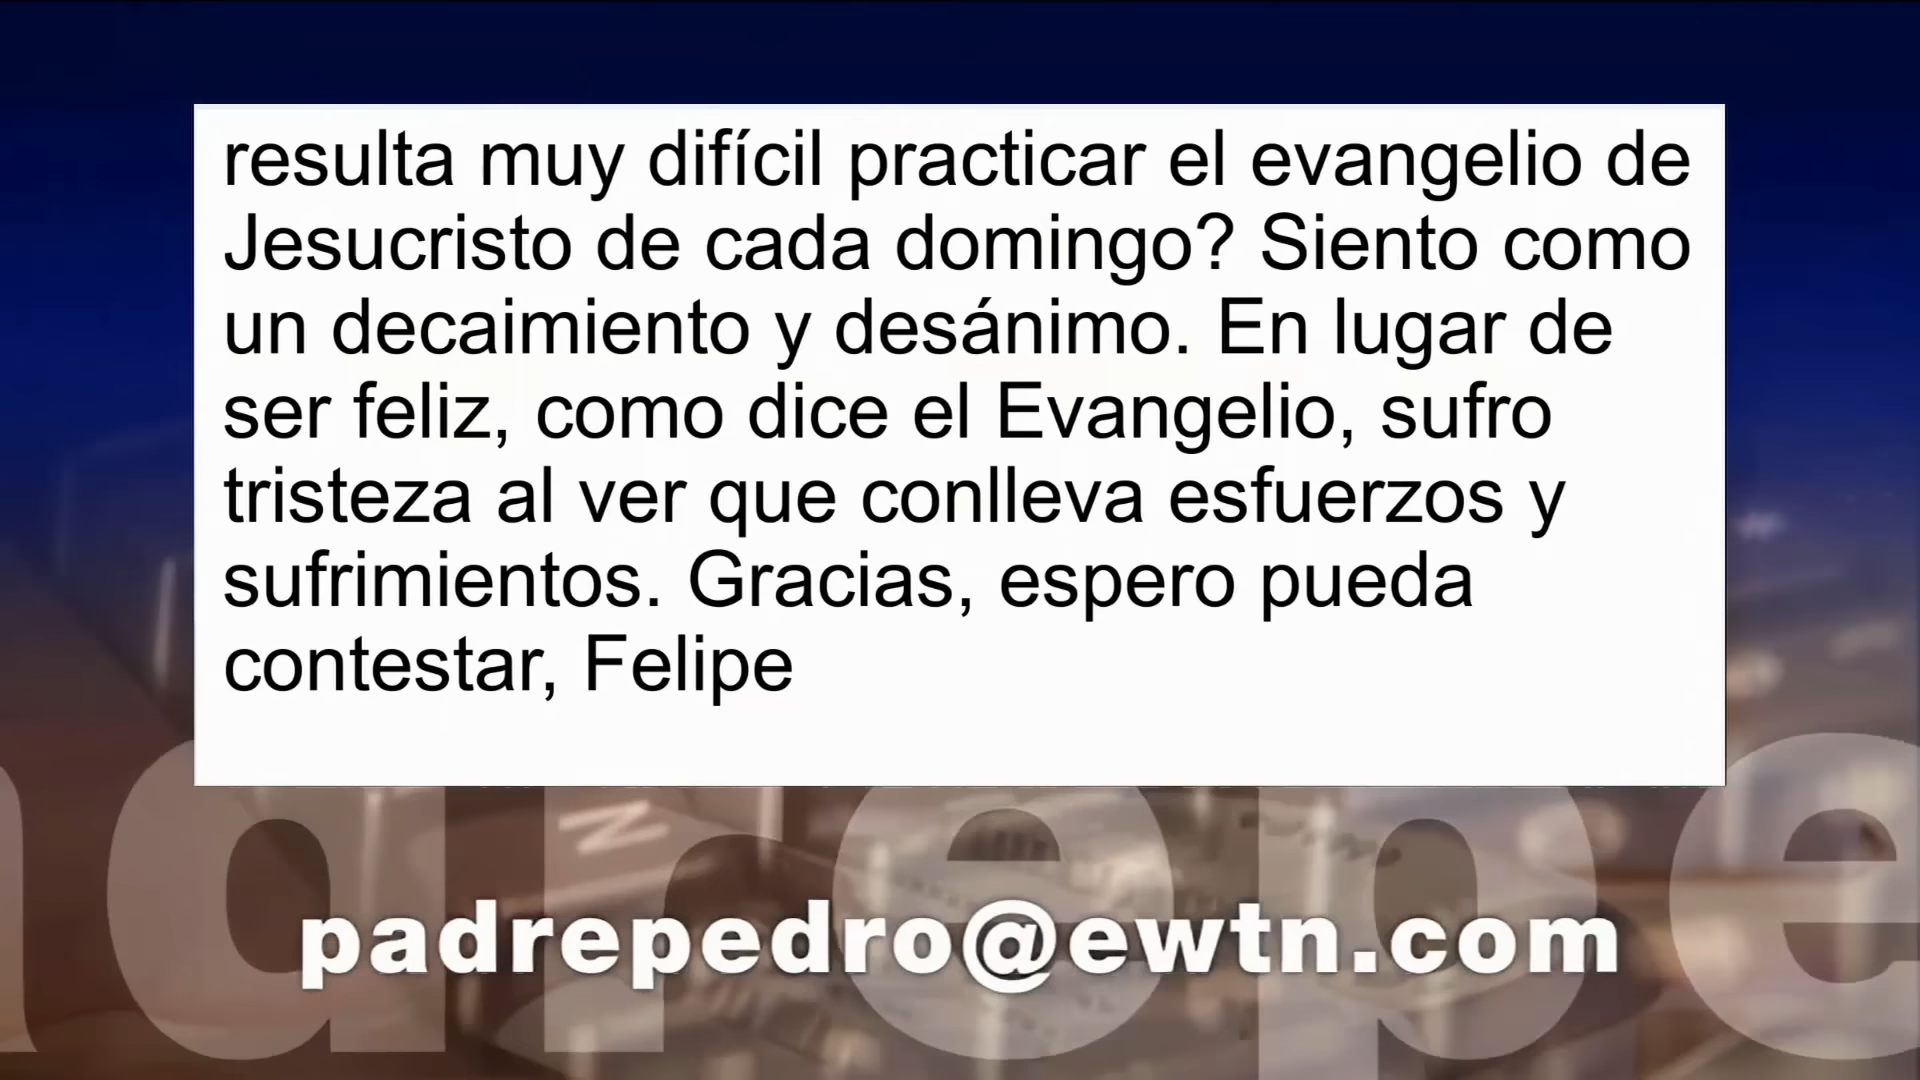 resulta muy difícil practicar el evangelio de
Jesucristo de cada domingo? Siento como
un decaimiento y desánimo. En lugar de
ser feliz, como dice el Evangelio, sufro
tristeza al ver que conlleva esfuerzos y
sufrimientos. Gracias, espero pueda
contestar, Felipe
adrepe
padrepedro@ewtn.com